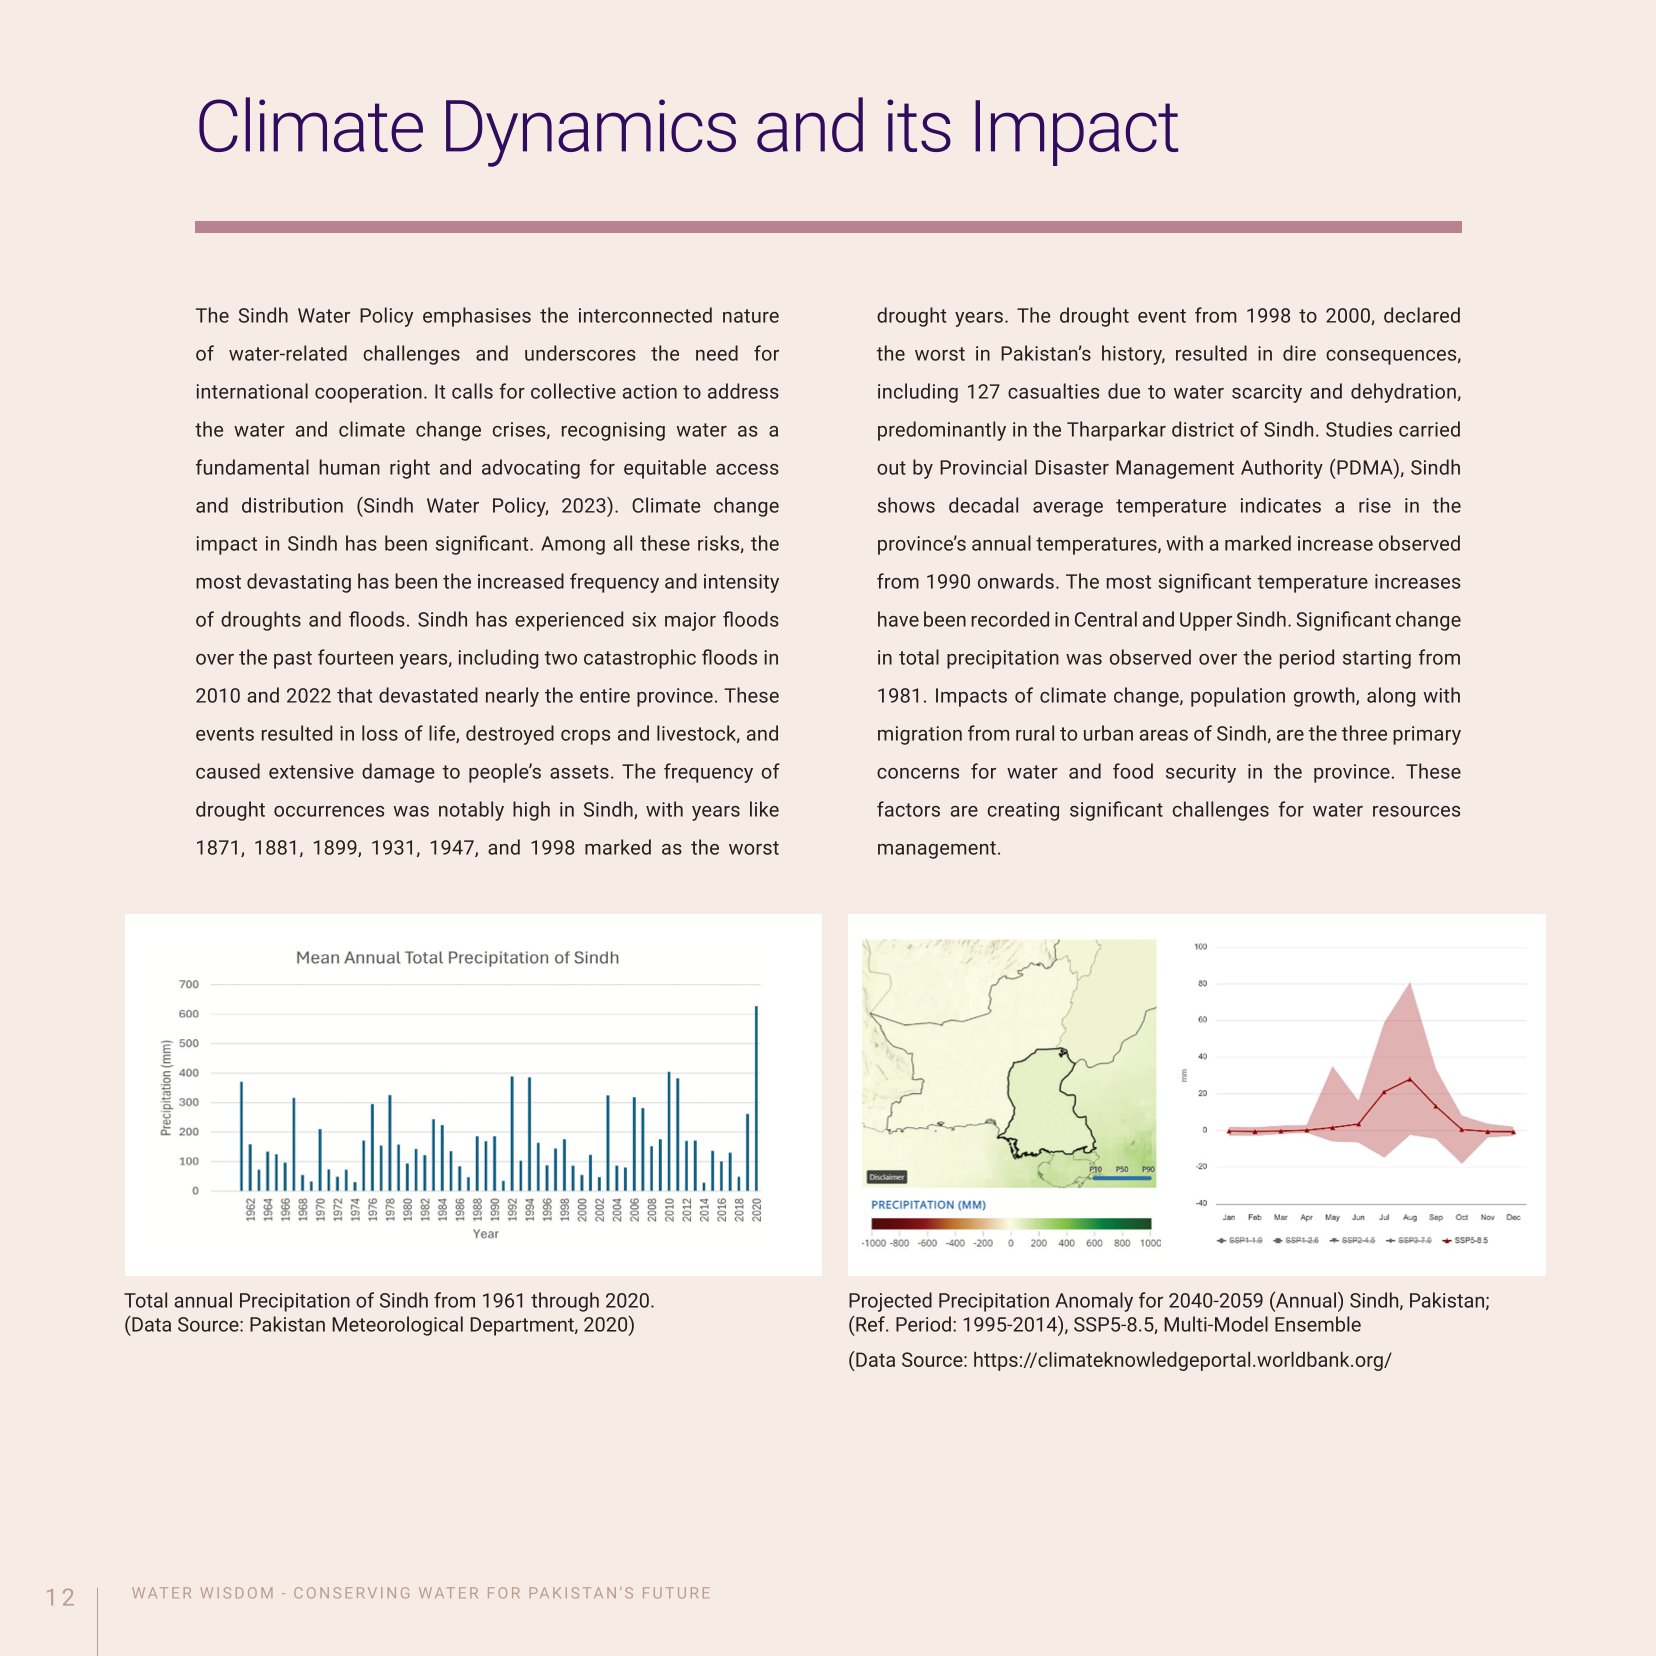 Climate Dynamics and its Impact
The Sindh Water Policy emphasises the interconnected nature
of water-related challenges and underscores the need for
international cooperation. It calls for collective action to address
the water and climate change crises, recognising water as a
fundamental human right and advocating for equitable access
and distribution (Sindh Water Policy, 2023). Climate change
impact in Sindh has been significant. Among all these risks, the
most devastating has been the increased frequency and intensity
of droughts and floods. Sindh has experienced six major floods
over the past fourteen years, including two catastrophic floods in
2010 and 2022 that devastated nearly the entire province. These
events resulted in loss of life, destroyed crops and livestock, and
caused extensive damage to people's assets. The frequency of
drought occurrences was notably high in Sindh, with years like
1871, 1881, 1899, 1931, 1947, and 1998 marked as the worst
drought years. The drought event from 1998 to 2000, declared
the worst in Pakistan's history, resulted in dire consequences,
including 127 casualties due to water scarcity and dehydration,
predominantly in the Tharparkar district of Sindh. Studies carried
out by Provincial Disaster Management Authority (PDMA), Sindh
shows decadal average temperature indicates a rise in the
province's annual temperatures, with a marked increase observed
from 1990 onwards. The most significant temperature increases
have been recorded in Central and Upper Sindh. Significant change
in total precipitation was observed over the period starting from
1981. Impacts of climate change, population growth, along with
migration from rural to urban areas of Sindh, are the three primary
concerns for water and food security in the province. These
factors are creating significant challenges for water resources
management.
Mean Annual Total Precipitation of Sindh
Precipitation (mm)
700
600
500
400
300
200
100
0
1962 1964 1966 1968 1970 1972 1974 1976 1978 1980 1982 1984 1986 1988 1990 1992 1994 1996 1998 2000 2002 2004 2006 2008 2010 2012 2014 2016 2018 2020
Year
Total annual Precipitation of Sindh from 1961 through 2020.
(Data Source: Pakistan Meteorological Department, 2020)
Disclaimer
P10 P50 P90
PRECIPITATION (MM)
-1000 -800 -600 -400 -200 0 200 400 600 800 1000
mm
100
80
60
40
20
0
-20
-40
Jan Feb Mar Apr May Jun Jul Aug Sep Oct Nov Dec
SSP1-1.9 SSP1-2.6 SSP2-4.5 SSP3-7.0 SSP5-8.5
Projected Precipitation Anomaly for 2040-2059 (Annual) Sindh, Pakistan;
(Ref. Period: 1995-2014), SSP5-8.5, Multi-Model Ensemble
(Data Source: https://climateknowledgeportal.worldbank.org/
12
WATER WISDOM - CONSERVING WATER FOR PAKISTAN'S FUTURE